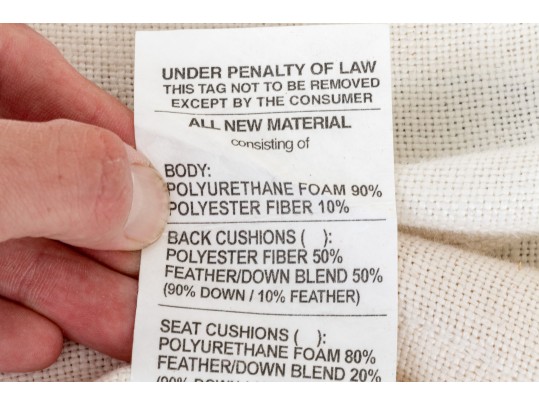 UNDER PENALTY OF LAW
THIS TAG NOT TO BE REMOVED
EXCEPT BY THE CONSUMER
ALL NEW MATERIAL
consisting of
BODY:
POLYURETHANE FOAM 90%
POLYESTER FIBER 10%
BACK CUSHIONS (   ):
POLYESTER FIBER 50%
FEATHER/DOWN BLEND 50%
(90% DOWN / 10% FEATHER)
SEAT CUSHIONS (   ):
POLYURETHANE FOAM 80%
FEATHER/DOWN BLEND 20%